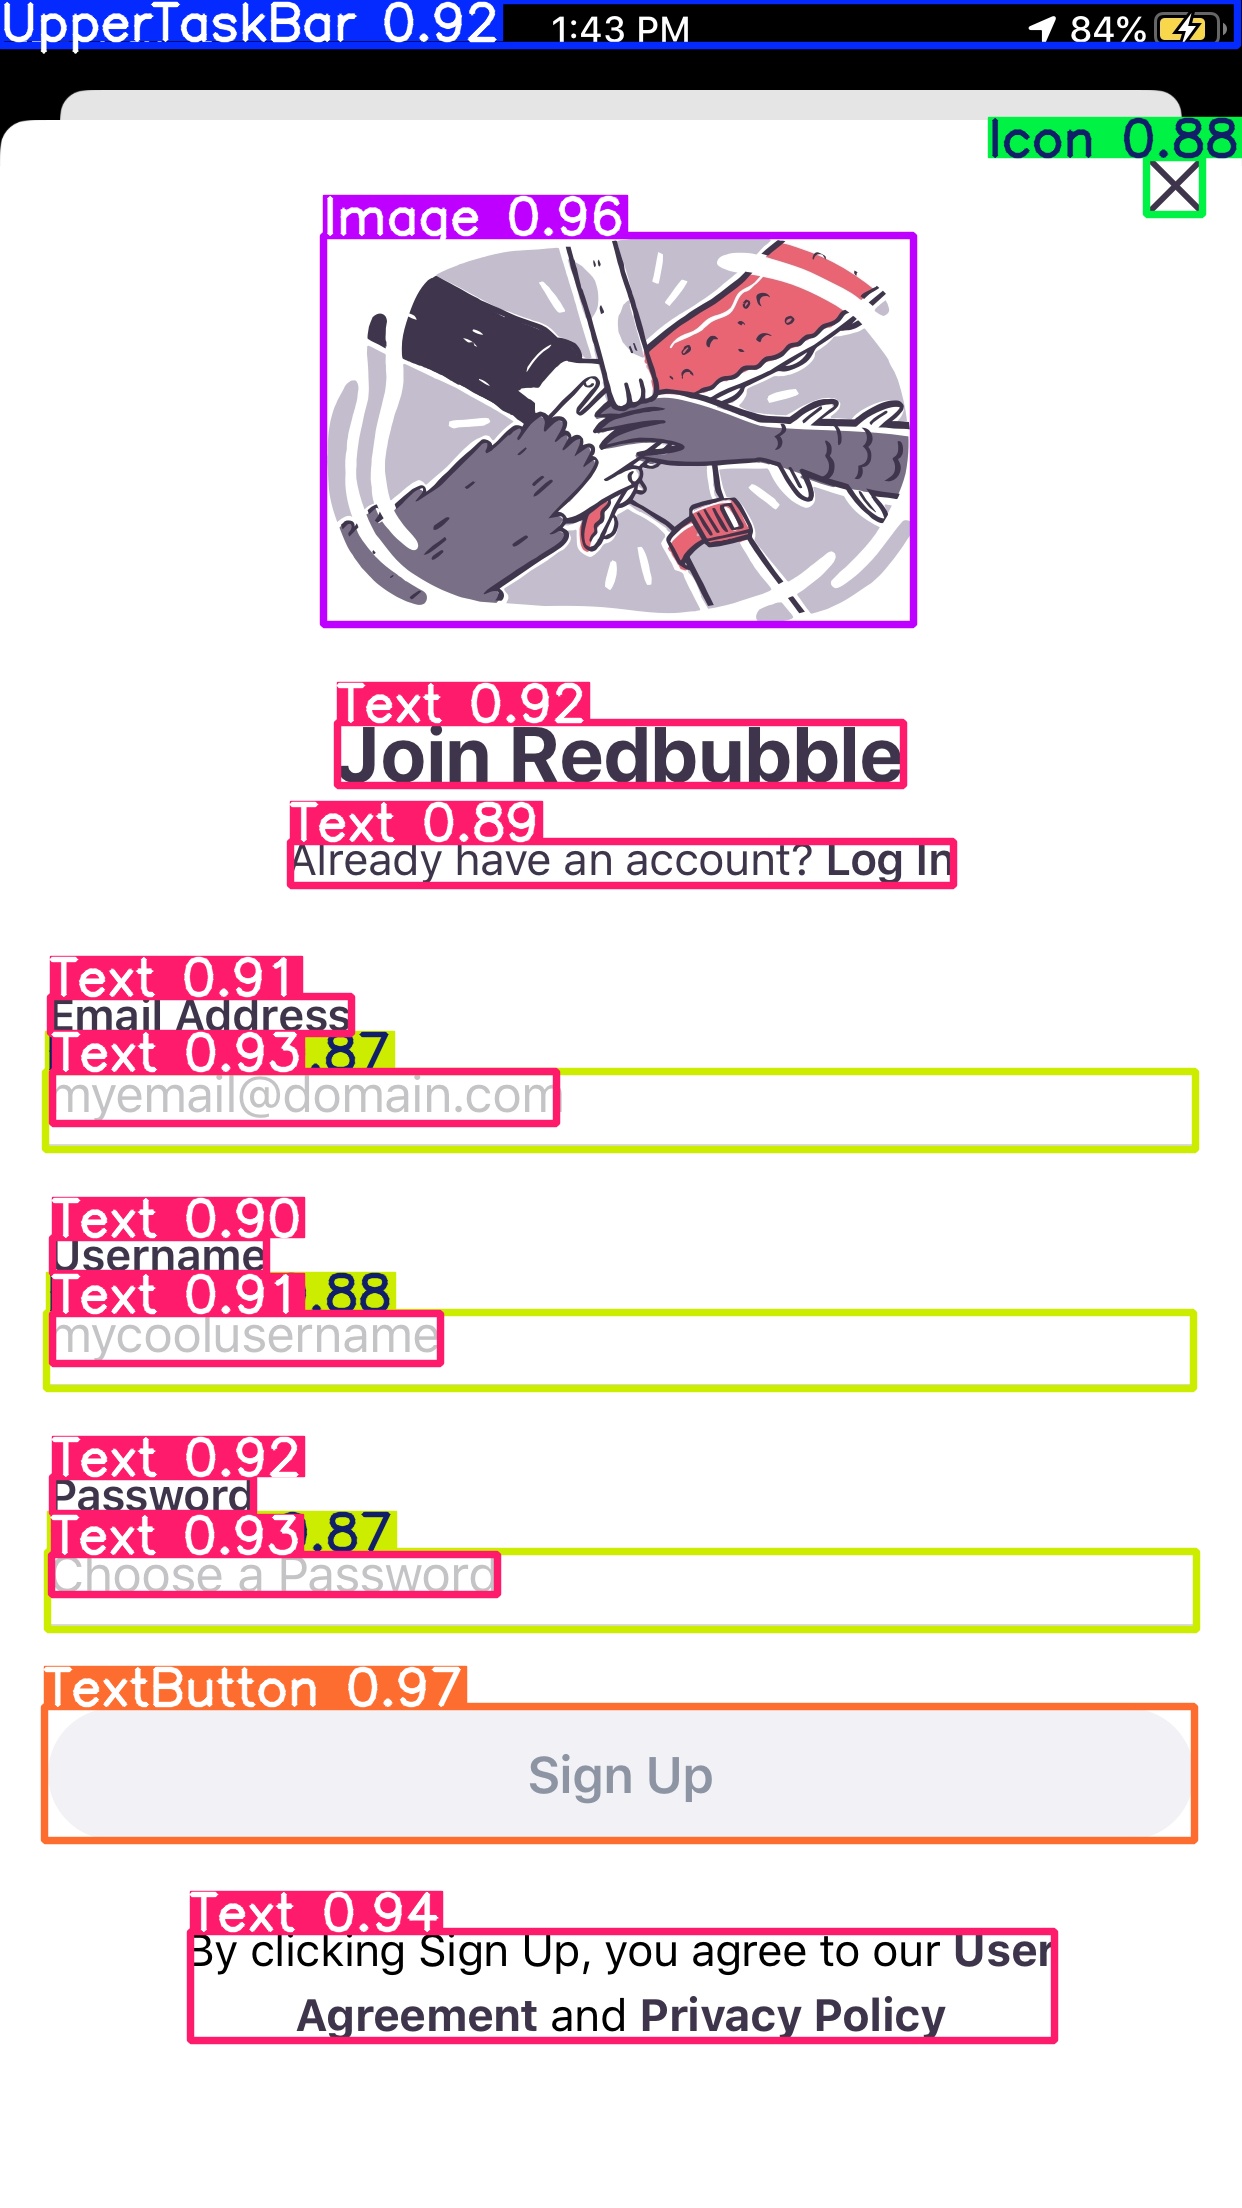 UpperTaskBar 0.92
1:43 PM
84%
Icon 0.88
Image 0.96
Text 0.92
Join Redbubble
Text 0.89
Already have an account? Log In
Text 0.91
Email Address
Text 0.93
.87
myemail@domain.com
Text 0.90
Username
Text 0.91
.88
mycoolusername
Text 0.92
Password
Text 0.93
.87
Choose a Password
TextButton 0.97
Sign Up
Text 0.94
By clicking Sign Up, you agree to our User
Agreement and Privacy Policy